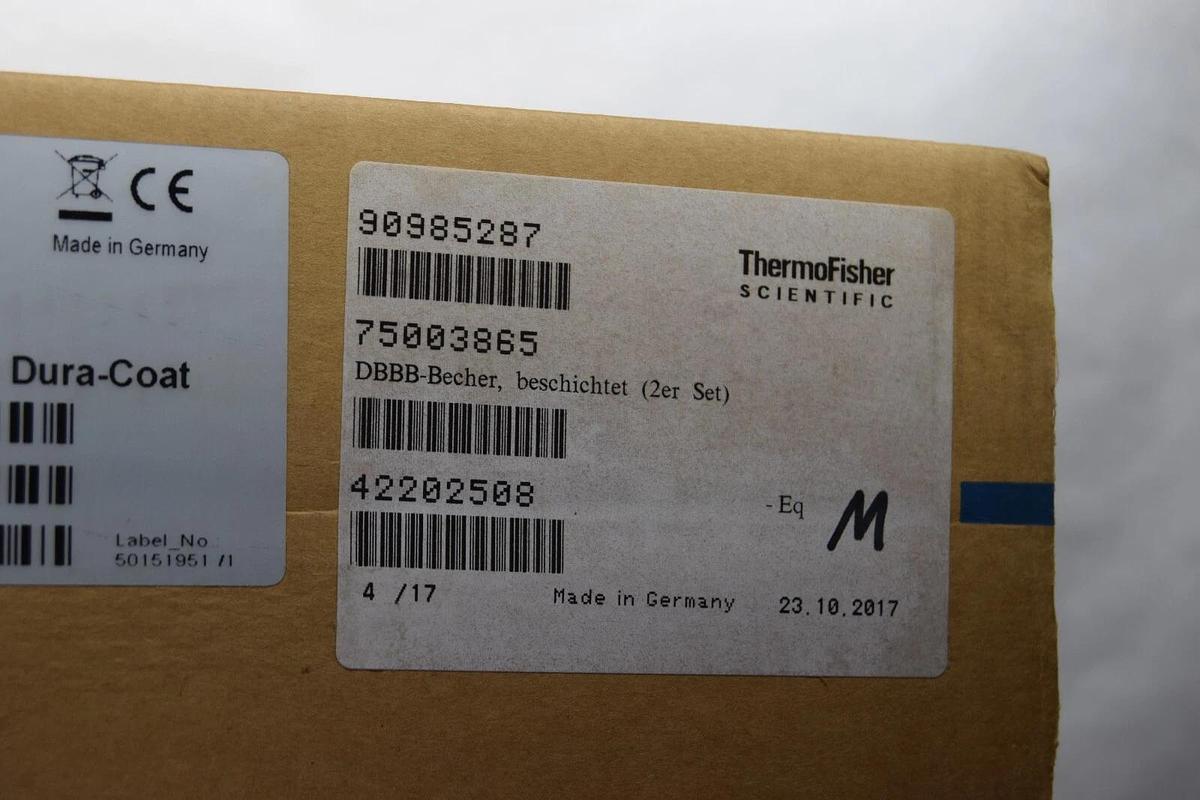 CE
Made in Germany
Dura-Coat
Label_No.:
50151951 /1
90985287
ThermoFisher
SCIENTIFIC
75003865
DBBB-Becher, beschichtet (2er Set)
42202508
- Eq
M
4 /17
Made in Germany
23.10.2017